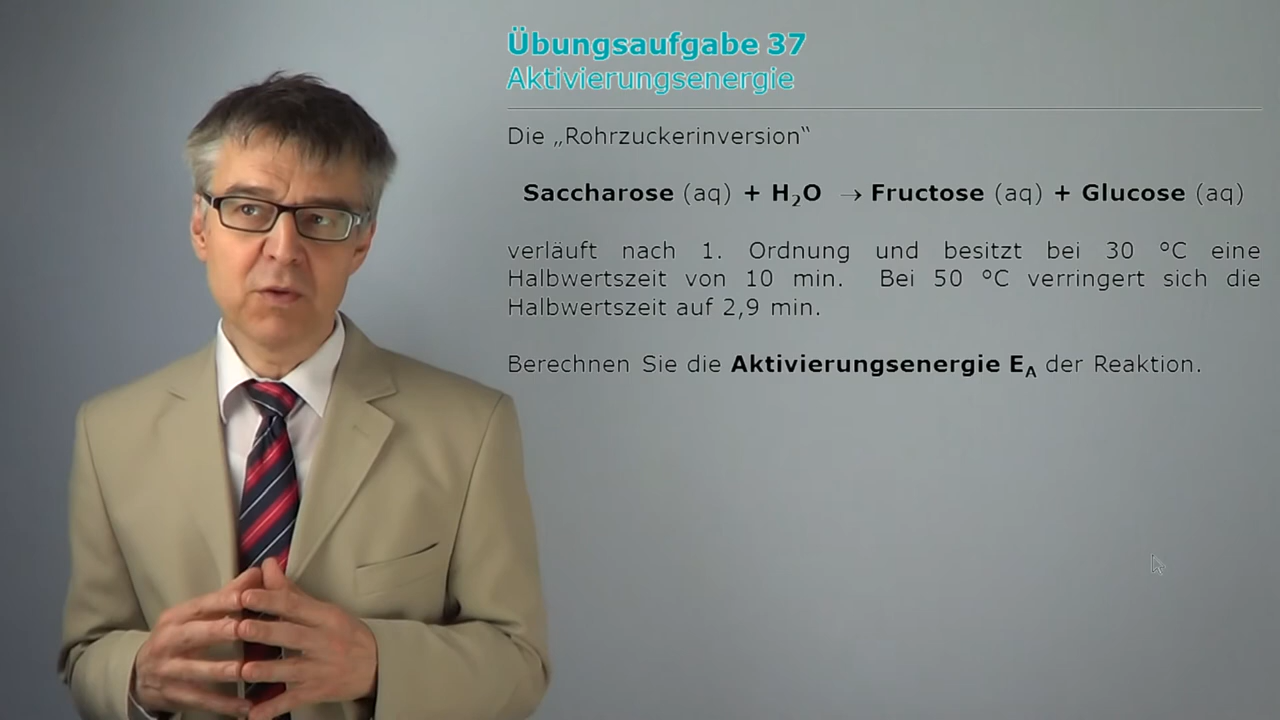 Übungsaufgabe 37
Aktivierungsenergie
Die „Rohrzuckerinversion“
Saccharose (aq) + H₂O → Fructose (aq) + Glucose (aq)
verläuft nach 1. Ordnung und besitzt bei 30 °C eine
Halbwertszeit von 10 min. Bei 50 °C verringert sich die
Halbwertszeit auf 2,9 min.
Berechnen Sie die Aktivierungsenergie E_A der Reaktion.